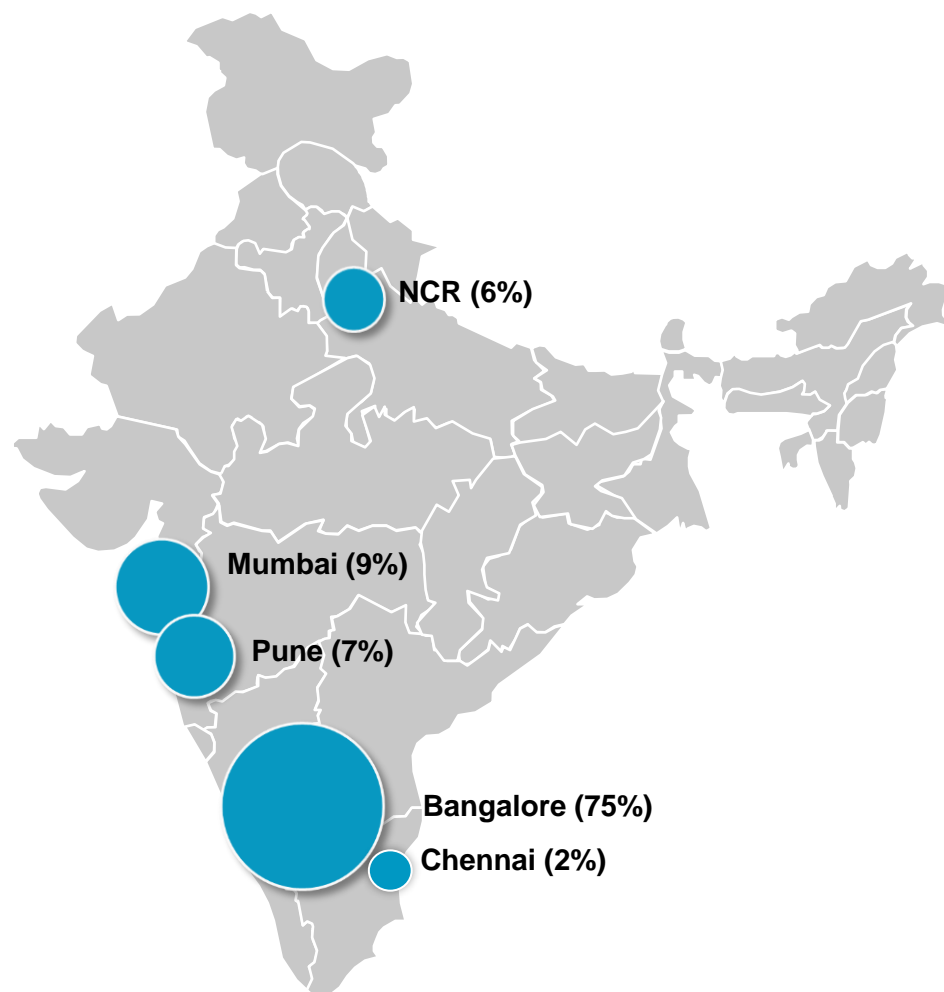 NCR (6%)
Mumbai (9%)
Pune (7%)
Bangalore (75%)
Chennai (2%)